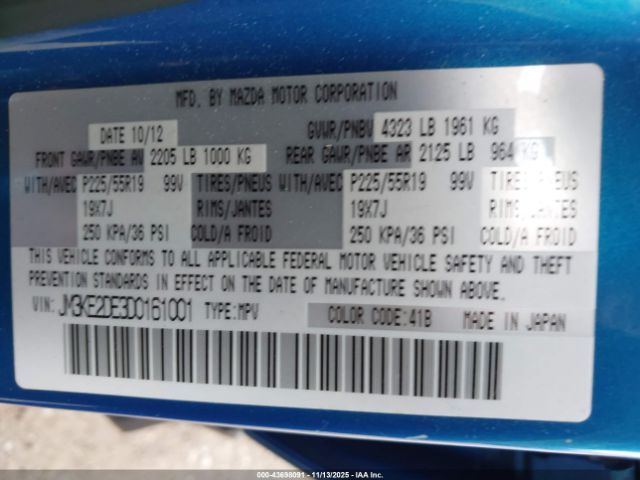 MFD. BY MAZDA MOTOR CORPORATION
DATE 10/12 GVWR/PNBV 4323 LB 1961 KG
FRONT GAWR/PNBE AV 2205 LB 1000 KG REAR GAWR/PNBE AR 2125 LB 964 KG
WITH/AVEC P225/55R19 99V TIRES/PNEUS WITH/AVEC P225/55R19 99V TIRES/PNEUS
19X7J RIMS/JANTES 19X7J RIMS/JANTES
250 KPA/36 PSI COLD/A FROID 250 KPA/36 PSI COLD/A FROID
THIS VEHICLE CONFORMS TO ALL APPLICABLE FEDERAL MOTOR VEHICLE SAFETY AND THEFT
PREVENTION STANDARDS IN EFFECT ON THE DATE OF MANUFACTURE SHOWN ABOVE.
VIN: JM3KE2DE3D0161001 TYPE:MPV COLOR CODE:41B MADE IN JAPAN
000-43698091 - 11/13/2025 - IAA Inc.